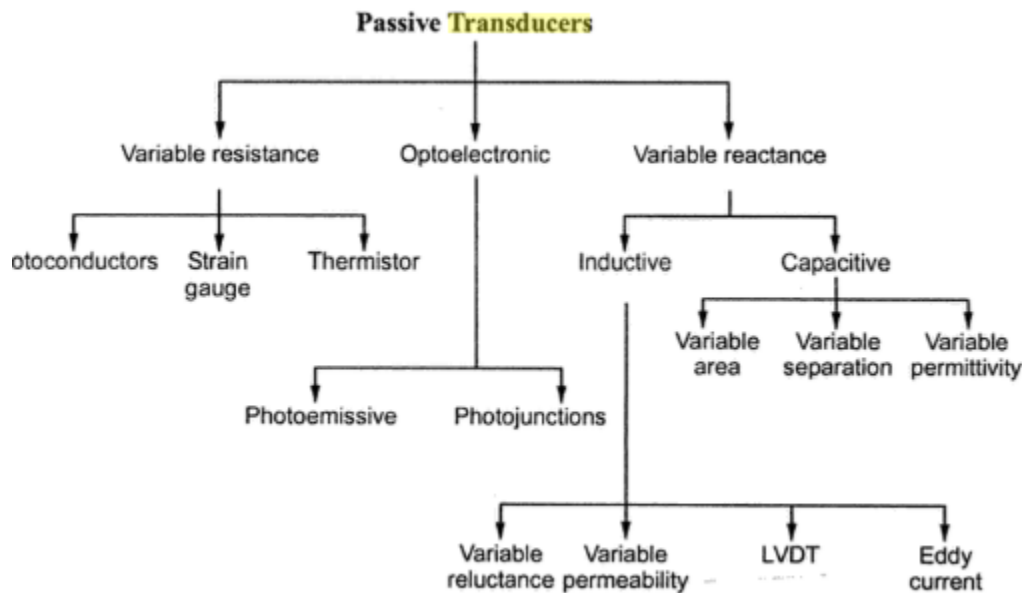 Passive Transducers
Variable resistance
Optoelectronic
Variable reactance
otoconductors
Strain
gauge
Thermistor
Inductive
Capacitive
Variable
area
Variable
separation
Variable
permittivity
Photoemissive
Photojunctions
Variable
reluctance
Variable
permeability
LVDT
Eddy
current